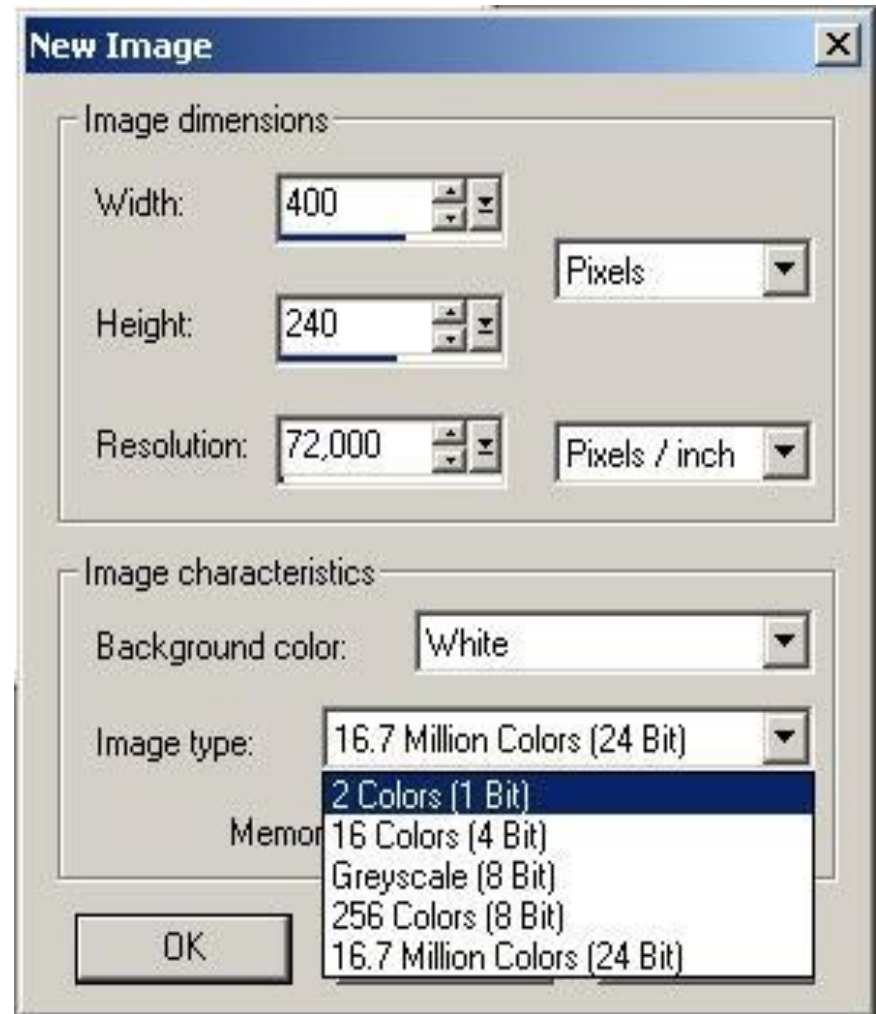 New Image
Image dimensions
Width: 400
Pixels
Height: 240
Resolution: 72,000 Pixels / inch
Image characteristics
Background color: White
Image type: 16.7 Million Colors (24 Bit)
2 Colors (1 Bit)
Memor 16 Colors (4 Bit)
Greyscale (8 Bit)
256 Colors (8 Bit)
OK 16.7 Million Colors (24 Bit)